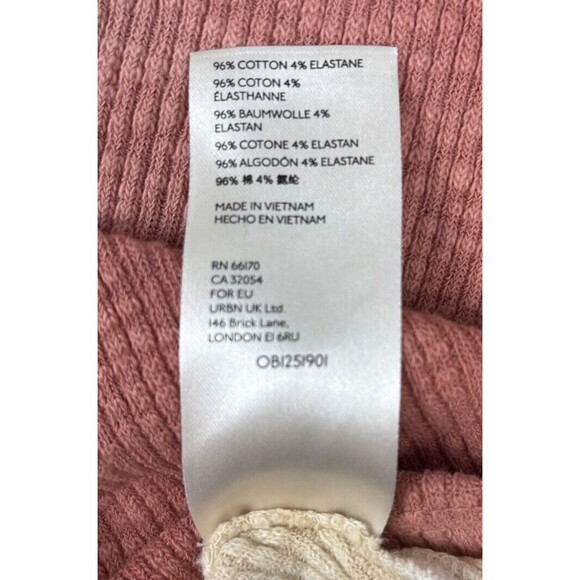 96% COTTON 4% ELASTANE
96% COTON 4%
ÉLASTHANNE
96% BAUMWOLLE 4%
ELASTAN
96% COTONE 4% ELASTAN
96% ALGODÓN 4% ELASTANE
96% 棉 4% 氨纶
MADE IN VIETNAM
HECHO EN VIETNAM
RN 66170
CA 32054
FOR EU
URBN UK Ltd.
146 Brick Lane,
LONDON E1 6RU
OB1251901